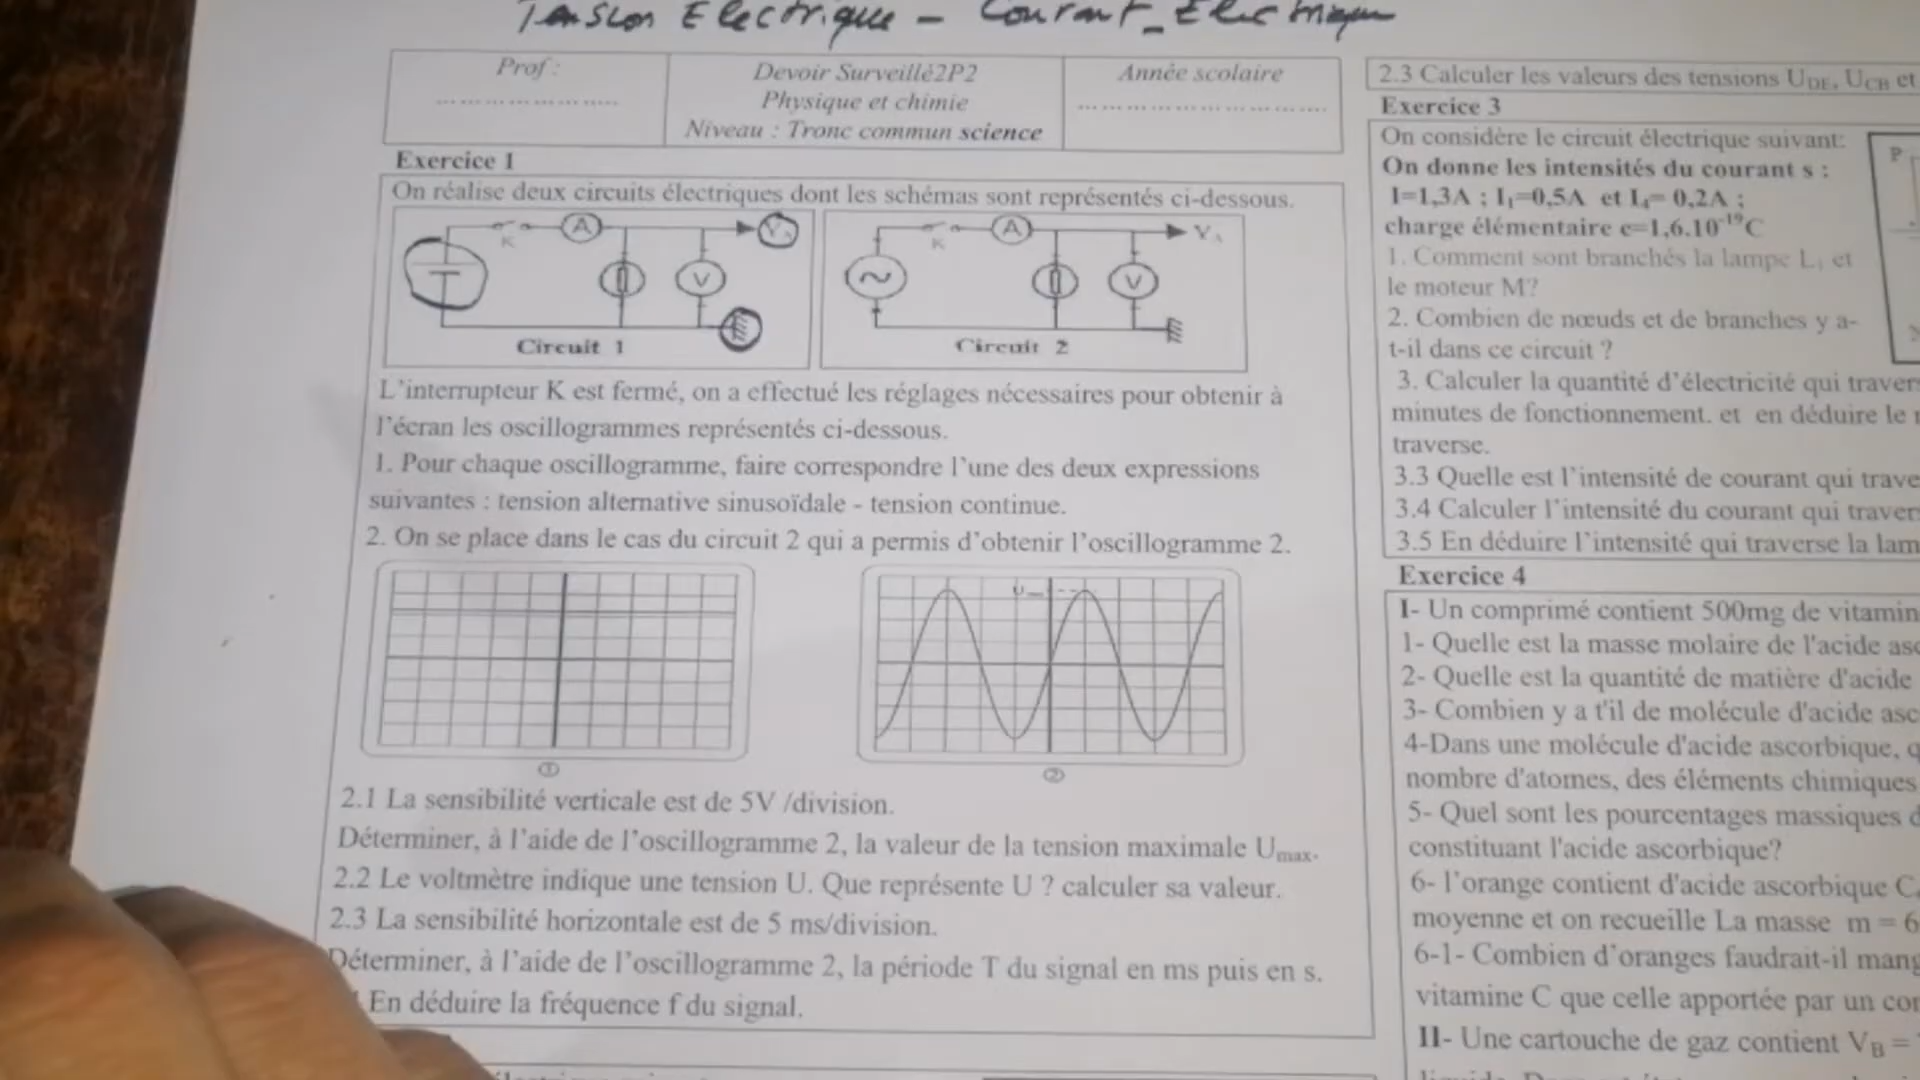 Tension Electrique - Courant_Electrique
Prof :
Devoir Surveillé2P2
Physique et chimie
Niveau : Tronc commun science
Année scolaire
Exercice 1
On réalise deux circuits électriques dont les schémas sont représentés ci-dessous.
K
A
V
Y_A
Circuit 1
K
A
V
Y_A
Circuit 2
L'interrupteur K est fermé, on a effectué les réglages nécessaires pour obtenir à
l'écran les oscillogrammes représentés ci-dessous.
1. Pour chaque oscillogramme, faire correspondre l'une des deux expressions
suivantes : tension alternative sinusoïdale - tension continue.
2. On se place dans le cas du circuit 2 qui a permis d'obtenir l'oscillogramme 2.
①
②
2.1 La sensibilité verticale est de 5V /division.
Déterminer, à l'aide de l'oscillogramme 2, la valeur de la tension maximale Umax.
2.2 Le voltmètre indique une tension U. Que représente U ? calculer sa valeur.
2.3 La sensibilité horizontale est de 5 ms/division.
Déterminer, à l'aide de l'oscillogramme 2, la période T du signal en ms puis en s.
En déduire la fréquence f du signal.
2.3 Calculer les valeurs des tensions UDE, UCB et
Exercice 3
On considère le circuit électrique suivant:
On donne les intensités du courant s :
I=1,3A ; I1=0,5A et I4= 0,2A ;
charge élémentaire e=1,6.10⁻¹⁹C
1. Comment sont branchés la lampe L1 et
le moteur M?
2. Combien de nœuds et de branches y a-
t-il dans ce circuit ?
P
3. Calculer la quantité d'électricité qui
minutes de fonctionnement. et en déduire le
traverse.
3.3 Quelle est l'intensité de courant qui
3.4 Calculer l'intensité du courant qui
3.5 En déduire l'intensité qui traverse la
Exercice 4
I- Un comprimé contient 500mg de
1- Quelle est la masse molaire de l'acide
2- Quelle est la quantité de matière d'acide
3- Combien y a t'il de molécule d'acide
4-Dans une molécule d'acide ascorbique,
nombre d'atomes, des éléments chimiques
5- Quel sont les pourcentages massiques
constituant l'acide ascorbique?
6- l'orange contient d'acide ascorbique
moyenne et on recueille La masse m = 6
6-1- Combien d'oranges faudrait-il
vitamine C que celle apportée par un
II- Une cartouche de gaz contient VB =